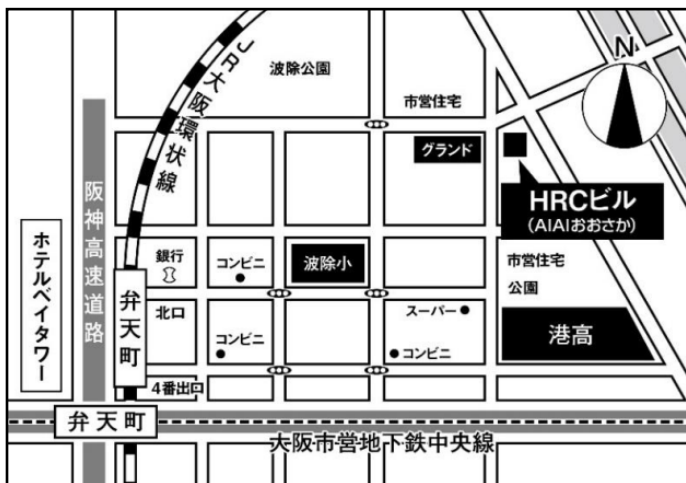 JR大阪環状線
波除公園
市営住宅
N
グランド
HRCビル
(AIAIおおさか)
阪神高速道路
ホテルベイタワー
銀行
コンビニ
波除小
市営住宅
公園
弁天町
北口
スーパー
港高
コンビニ
コンビニ
4番出口
弁天町
大阪市営地下鉄中央線